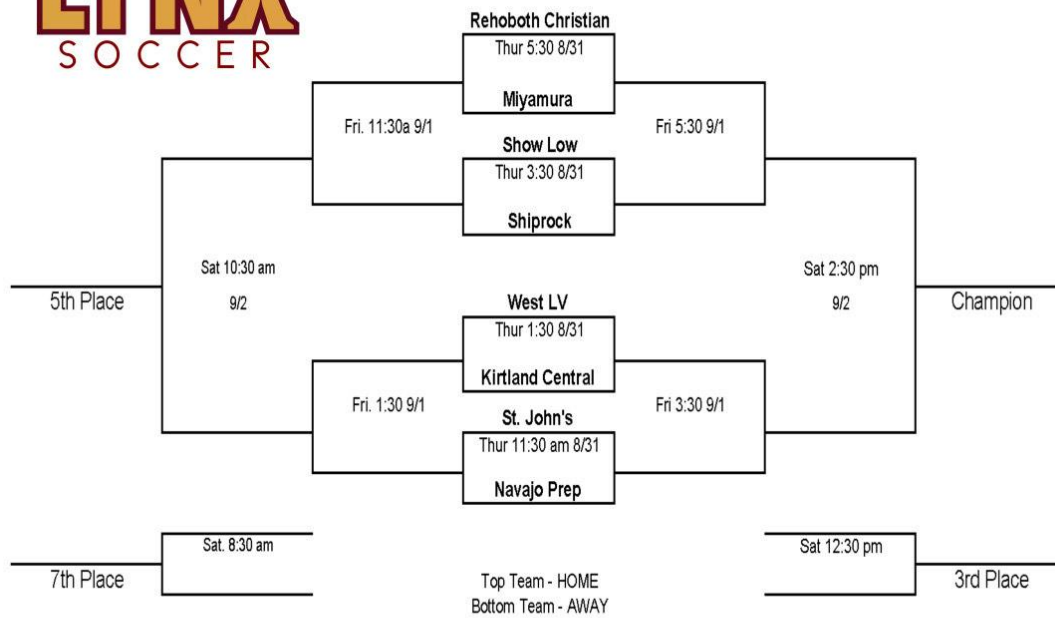 LYNX
SOCCER
Rehoboth Christian
Thur 5:30 8/31
Miyamura
Fri. 11:30a 9/1
Fri 5:30 9/1
Show Low
Thur 3:30 8/31
Shiprock
Sat 10:30 am
9/2
Sat 2:30 pm
9/2
5th Place
Champion
West LV
Thur 1:30 8/31
Kirtland Central
Fri. 1:30 9/1
Fri 3:30 9/1
St. John's
Thur 11:30 am 8/31
Navajo Prep
Sat. 8:30 am
Sat 12:30 pm
7th Place
3rd Place
Top Team - HOME
Bottom Team - AWAY